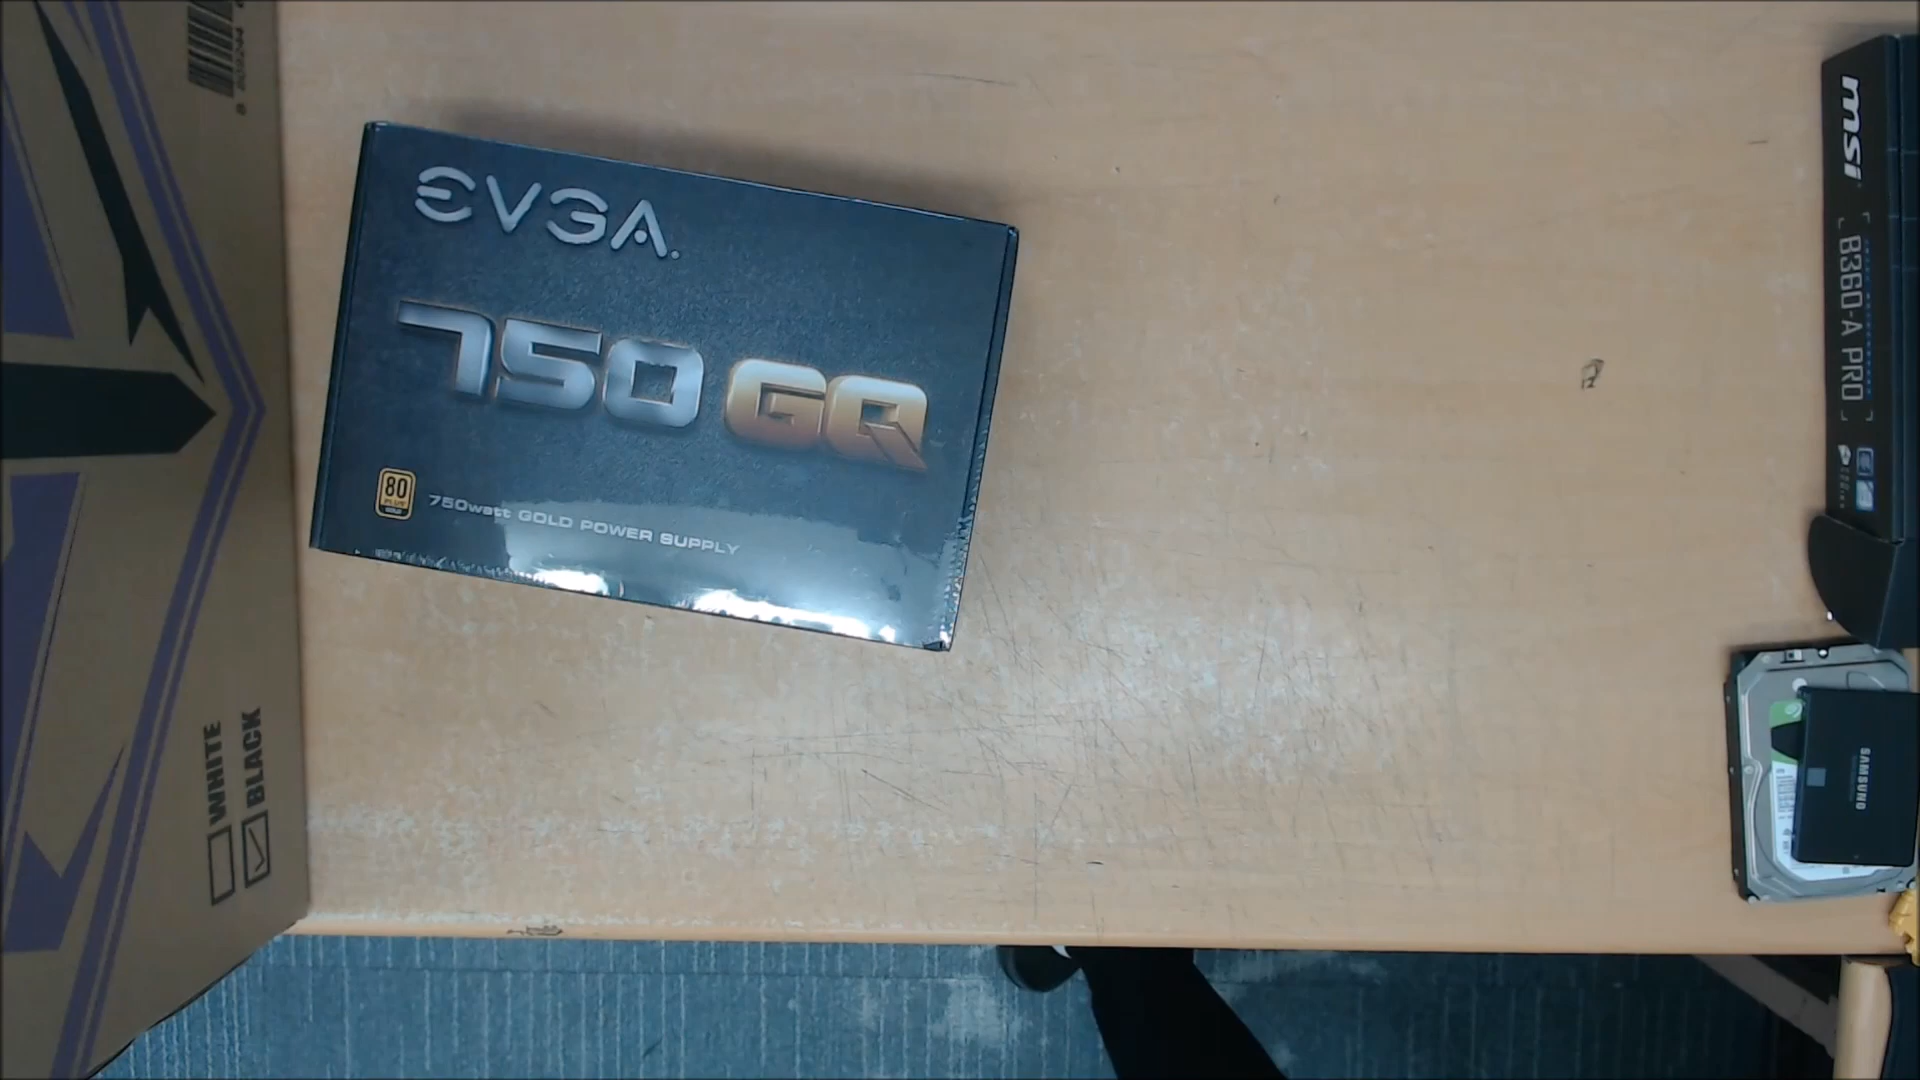 EVGA
750 GQ
80
PLUS
GOLD
750watt GOLD POWER SUPPLY
WHITE
BLACK
msi
B360-A PRO
SAMSUNG